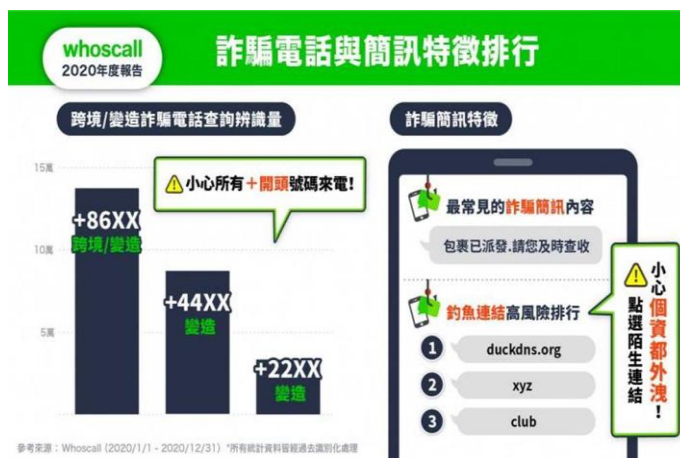 whoscall
2020年度報告
詐騙電話與簡訊特徵排行
跨境/變造詐騙電話查詢辨識量
15萬
10萬
5萬
小心所有+開頭號碼來電!
+86XX
跨境/變造
+44XX
變造
+22XX
變造
參考來源：Whoscall (2020/1/1 - 2020/12/31) *所有統計資料皆經過去識別化處理
詐騙簡訊特徵
最常見的詐騙簡訊內容
包裹已派發.請您及時查收
釣魚連結高風險排行
1 duckdns.org
2 xyz
3 club
小心個資都外洩!
點選陌生連結